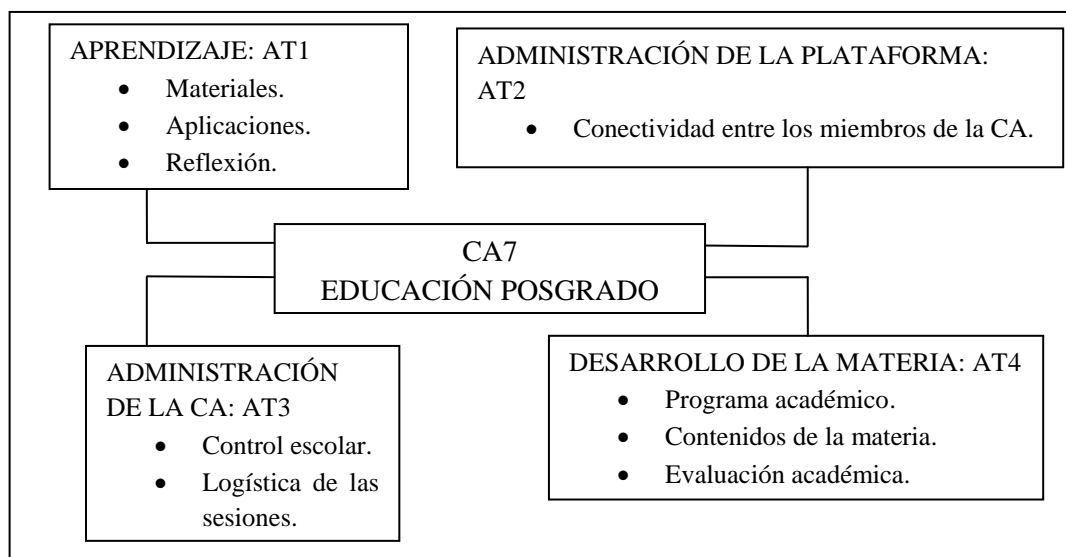 APRENDIZAJE: AT1
• Materiales.
• Aplicaciones.
• Reflexión.
ADMINISTRACIÓN DE LA PLATAFORMA:
AT2
• Conectividad entre los miembros de la CA.
CA7
EDUCACIÓN POSGRADO
ADMINISTRACIÓN
DE LA CA: AT3
• Control escolar.
• Logística de las
sesiones.
DESARROLLO DE LA MATERIA: AT4
• Programa académico.
• Contenidos de la materia.
• Evaluación académica.